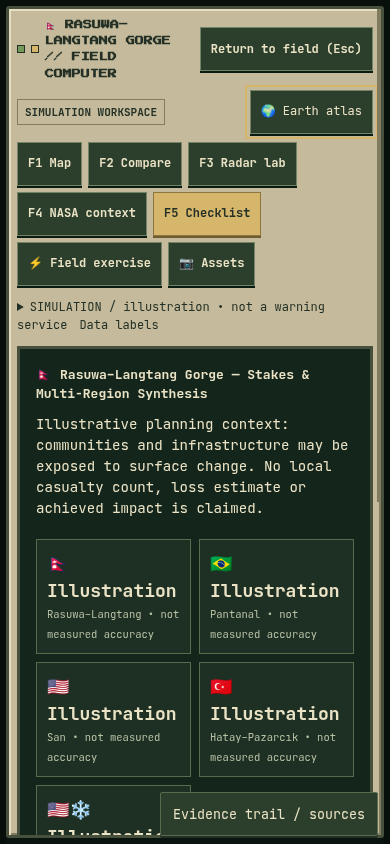 RASUWA–
LANGTANG GORGE
// FIELD
COMPUTER
Return to field (Esc)
SIMULATION WORKSPACE
Earth atlas
F1 Map
F2 Compare
F3 Radar lab
F4 NASA context
F5 Checklist
Field exercise
Assets
SIMULATION / illustration • not a warning
service Data labels
Rasuwa–Langtang Gorge — Stakes &
Multi-Region Synthesis
Illustrative planning context:
communities and infrastructure may be
exposed to surface change. No local
casualty count, loss estimate or
achieved impact is claimed.
Illustration
Rasuwa–Langtang • not
measured accuracy
Illustration
Pantanal • not
measured accuracy
Illustration
San • not measured
accuracy
Illustration
Hatay–Pazarcık • not
measured accuracy
Illustration
Evidence trail / sources